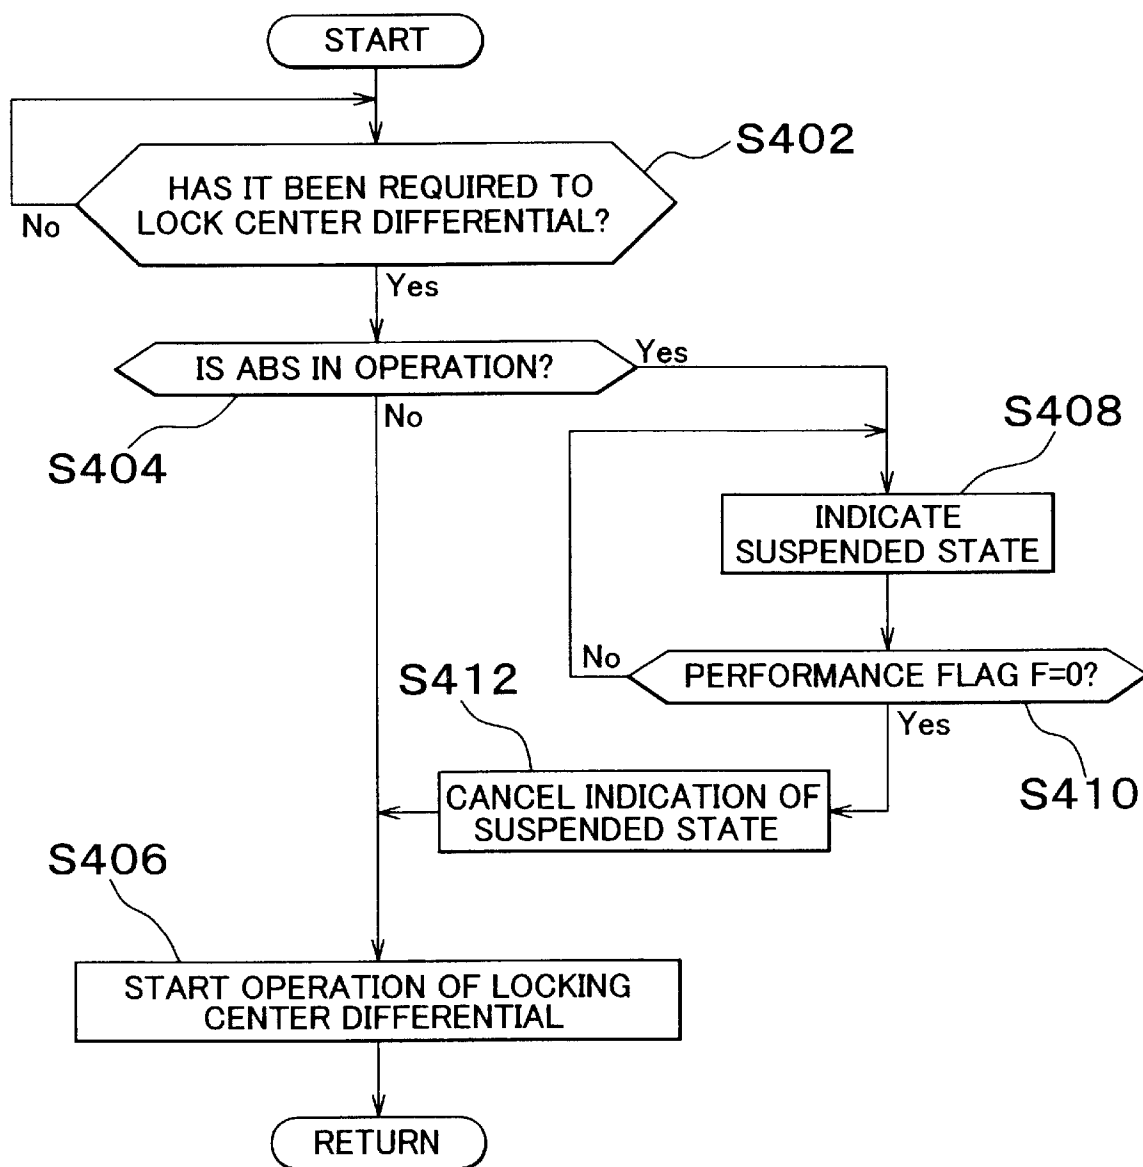 START
S402
HAS IT BEEN REQUIRED TO
LOCK CENTER DIFFERENTIAL?
No
Yes
IS ABS IN OPERATION?
Yes
No
S404
S408
INDICATE
SUSPENDED STATE
No
PERFORMANCE FLAG F=0?
S412
Yes
S410
CANCEL INDICATION OF
SUSPENDED STATE
S406
START OPERATION OF LOCKING
CENTER DIFFERENTIAL
RETURN